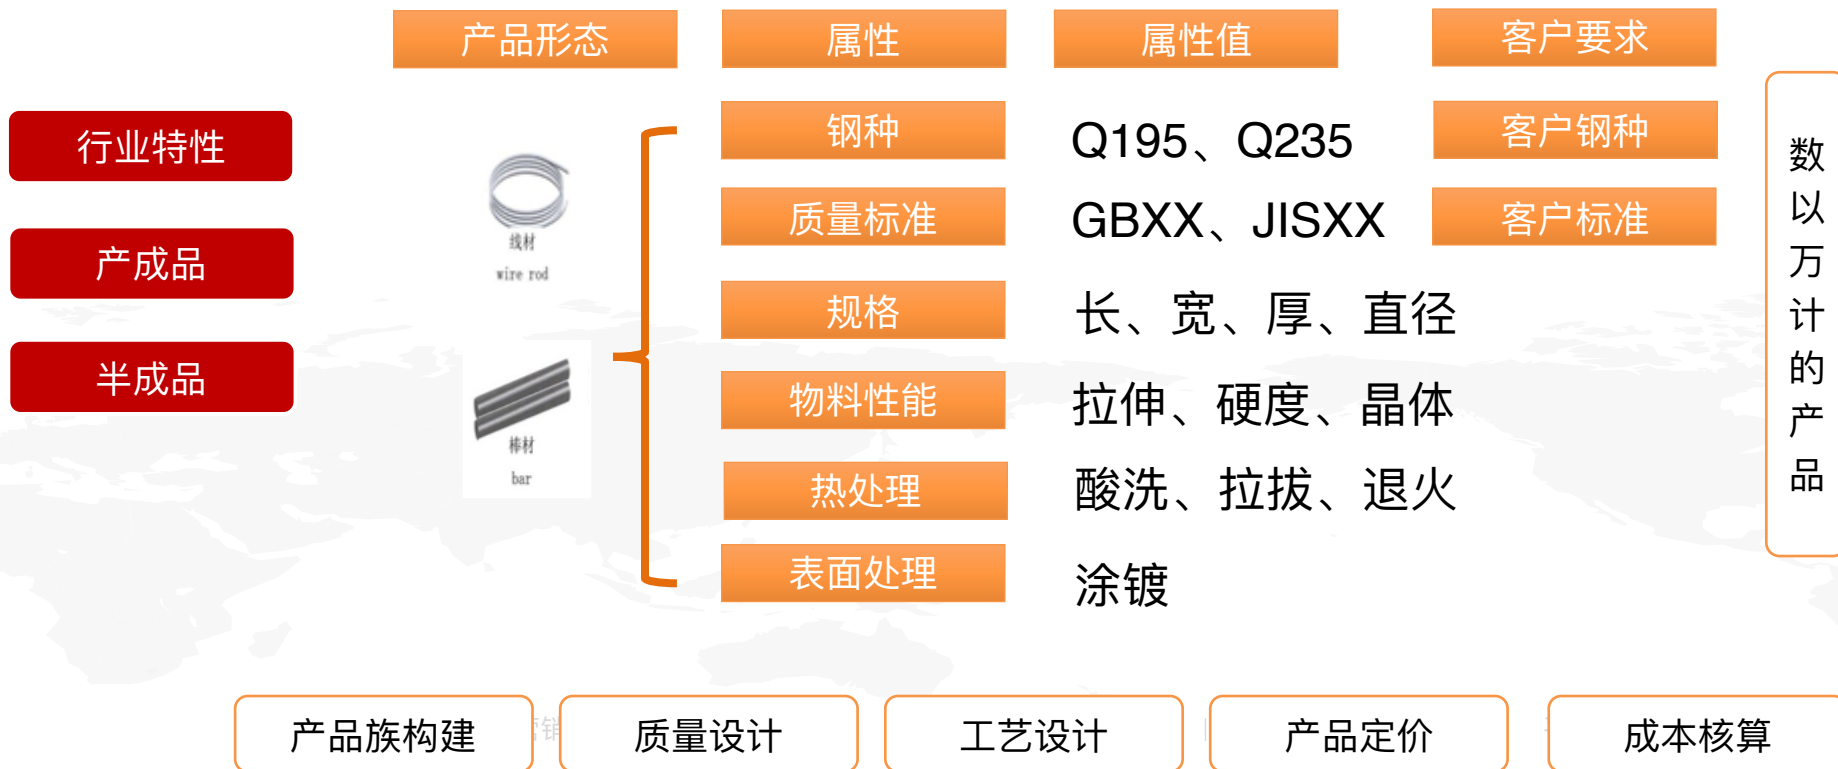 产品形态
属性
属性值
客户要求
行业特性
产成品
半成品
线材
wire rod
棒材
bar
钢种
Q195、Q235
客户钢种
质量标准
GBXX、JISXX
客户标准
规格
长、宽、厚、直径
物料性能
拉伸、硬度、晶体
热处理
酸洗、拉拔、退火
表面处理
涂镀
数以万计的产品
产品族构建
质量设计
工艺设计
产品定价
成本核算